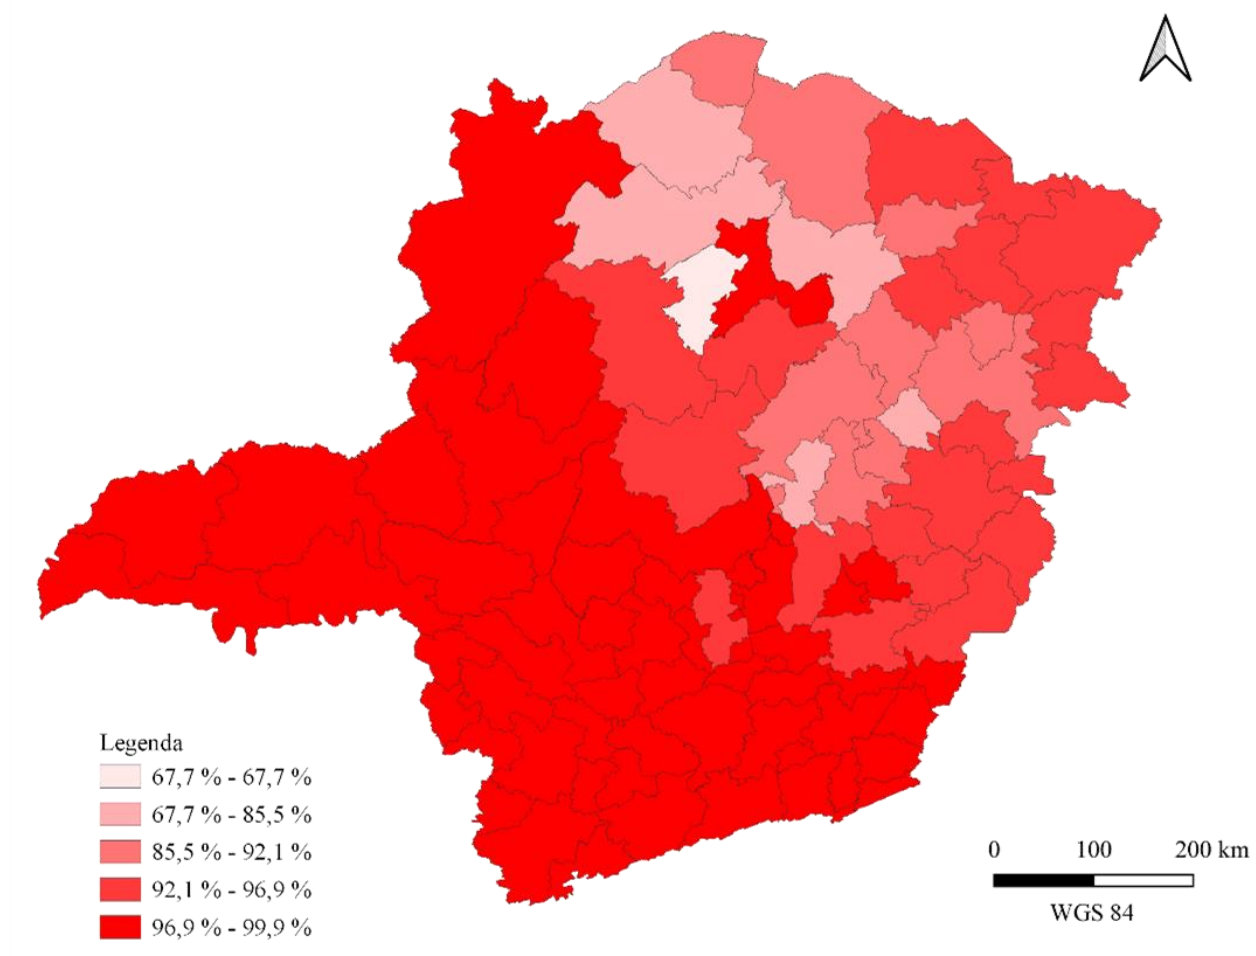 Legenda
67,7 % - 67,7 %
67,7 % - 85,5 %
85,5 % - 92,1 %
92,1 % - 96,9 %
96,9 % - 99,9 %
0 100 200 km
WGS 84